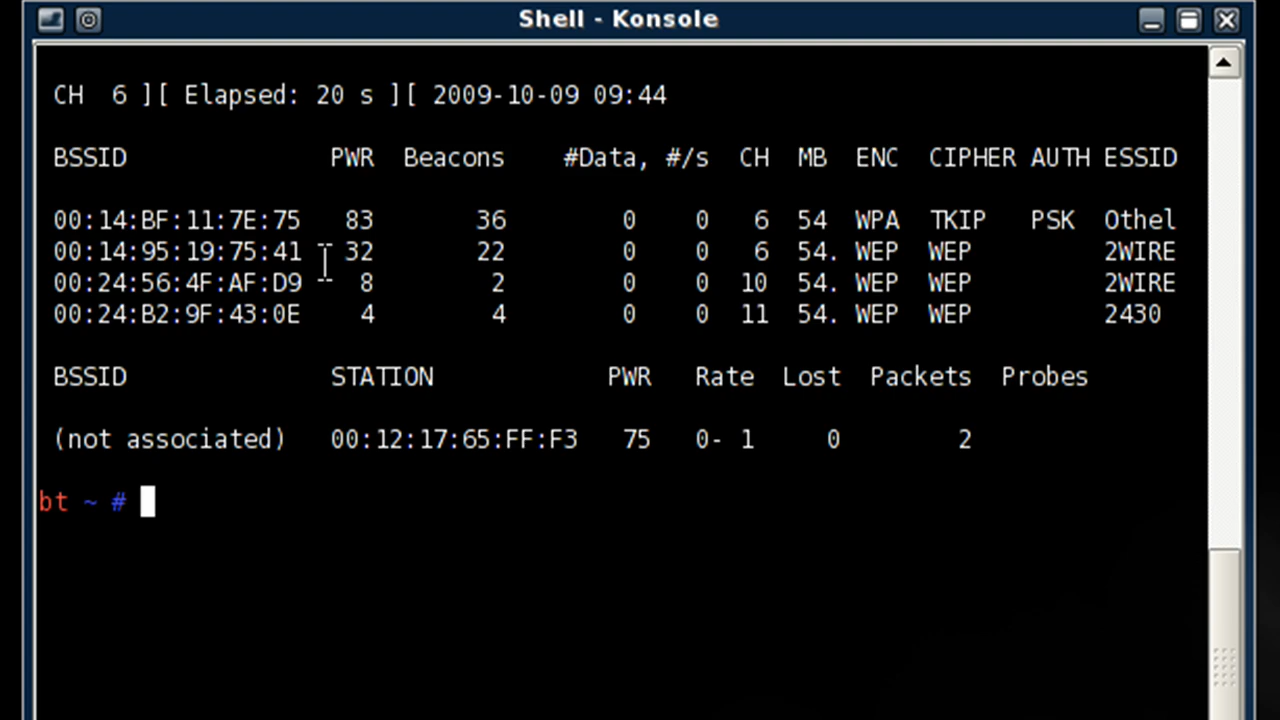 Shell - Konsole
CH 6 ][ Elapsed: 20 s ][ 2009-10-09 09:44
BSSID PWR Beacons #Data, #/s CH MB ENC CIPHER AUTH ESSID
00:14:BF:11:7E:75 83 36 0 0 6 54 WPA TKIP PSK Othel
00:14:95:19:75:41 32 22 0 0 6 54. WEP WEP 2WIRE
00:24:56:4F:AF:D9 8 2 0 0 10 54. WEP WEP 2WIRE
00:24:B2:9F:43:0E 4 4 0 0 11 54. WEP WEP 2430
BSSID STATION PWR Rate Lost Packets Probes
(not associated) 00:12:17:65:FF:F3 75 0- 1 0 2
bt ~ #